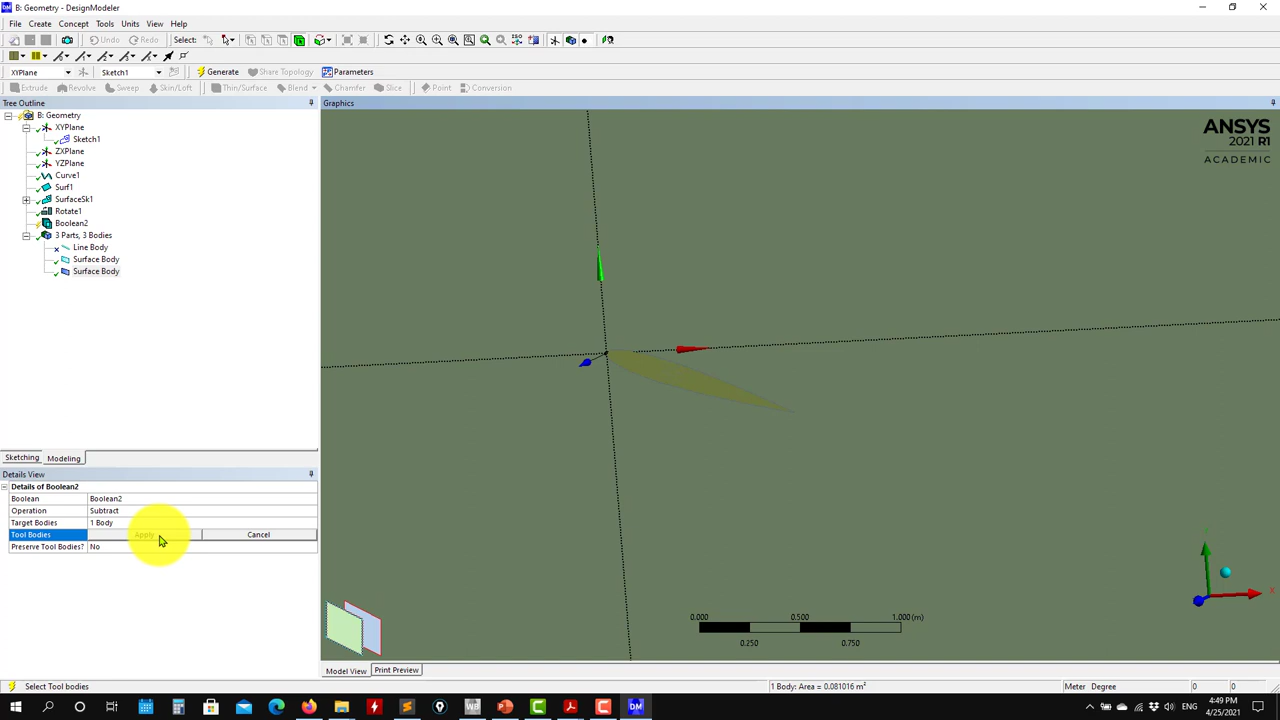 B: Geometry - DesignModeler
File Create Concept Tools Units View Help
Undo Redo Select:
XYPlane Sketch1 Generate Share Topology Parameters
Extrude Revolve Sweep Skin/Loft Thin/Surface Blend Chamfer Slice Point Conversion
Tree Outline
B: Geometry
XYPlane
Sketch1
ZXPlane
YZPlane
Curve1
Surf1
SurfaceSk1
Rotate1
Boolean2
3 Parts, 3 Bodies
Line Body
Surface Body
Surface Body
Sketching Modeling
Details View
Details of Boolean2
Boolean Boolean2
Operation Subtract
Target Bodies 1 Body
Tool Bodies Apply Cancel
Preserve Tool Bodies? No
Graphics
ANSYS
2021 R1
ACADEMIC
0.000 0.500 1.000 (m)
0.250 0.750
Y
X
Model View Print Preview
Select Tool bodies 1 Body: Area = 0.081016 m² Meter Degree 0 0
DM
ENG 4:49 PM
4/25/2021